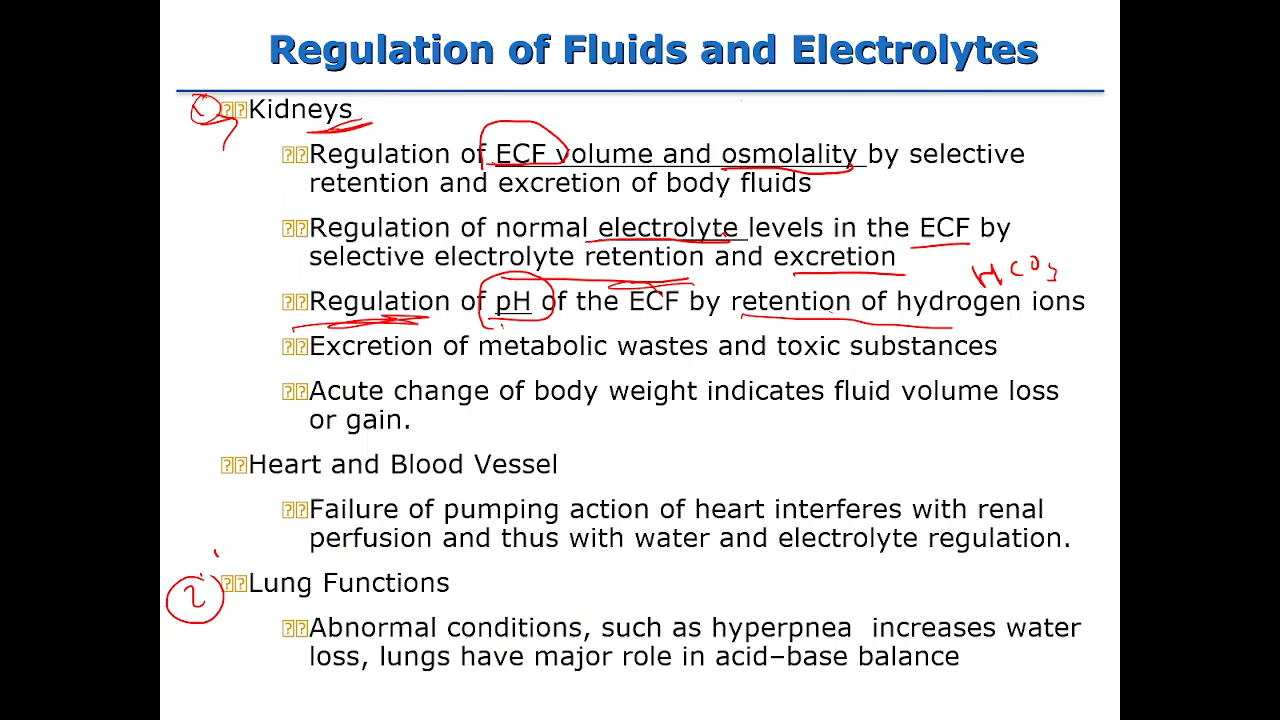 Regulation of Fluids and Electrolytes
Kidneys
Regulation of ECF volume and osmolality by selective
retention and excretion of body fluids
Regulation of normal electrolyte levels in the ECF by
selective electrolyte retention and excretion
HCO3
Regulation of pH of the ECF by retention of hydrogen ions
Excretion of metabolic wastes and toxic substances
Acute change of body weight indicates fluid volume loss
or gain.
Heart and Blood Vessel
Failure of pumping action of heart interferes with renal
perfusion and thus with water and electrolyte regulation.
2 Lung Functions
Abnormal conditions, such as hyperpnea increases water
loss, lungs have major role in acid–base balance